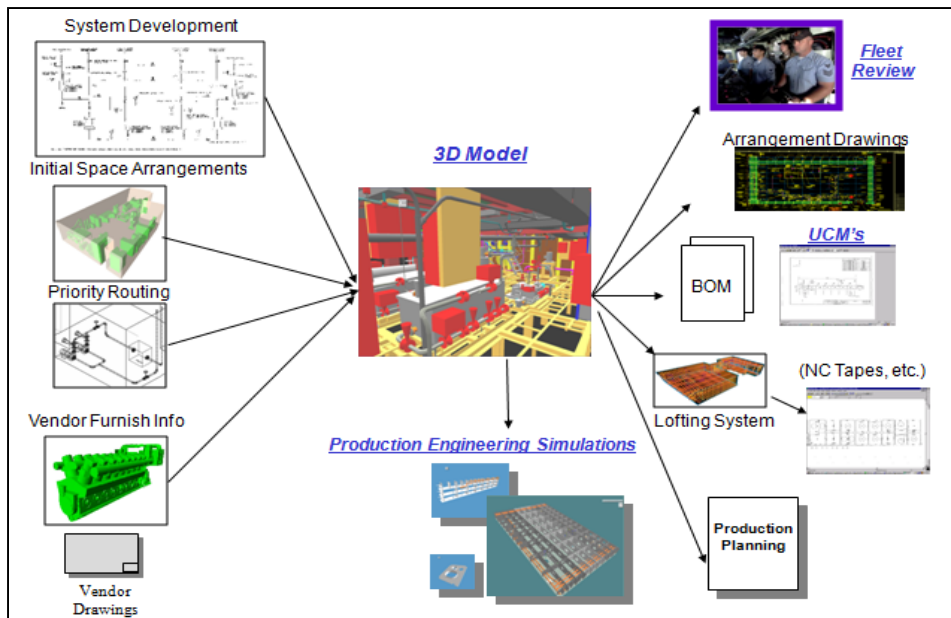 System Development
Initial Space Arrangements
Priority Routing
Vendor Furnish Info
Vendor
Drawings
3D Model
Production Engineering Simulations
Fleet
Review
Arrangement Drawings
UCM's
BOM
(NC Tapes, etc.)
Lofting System
Production
Planning